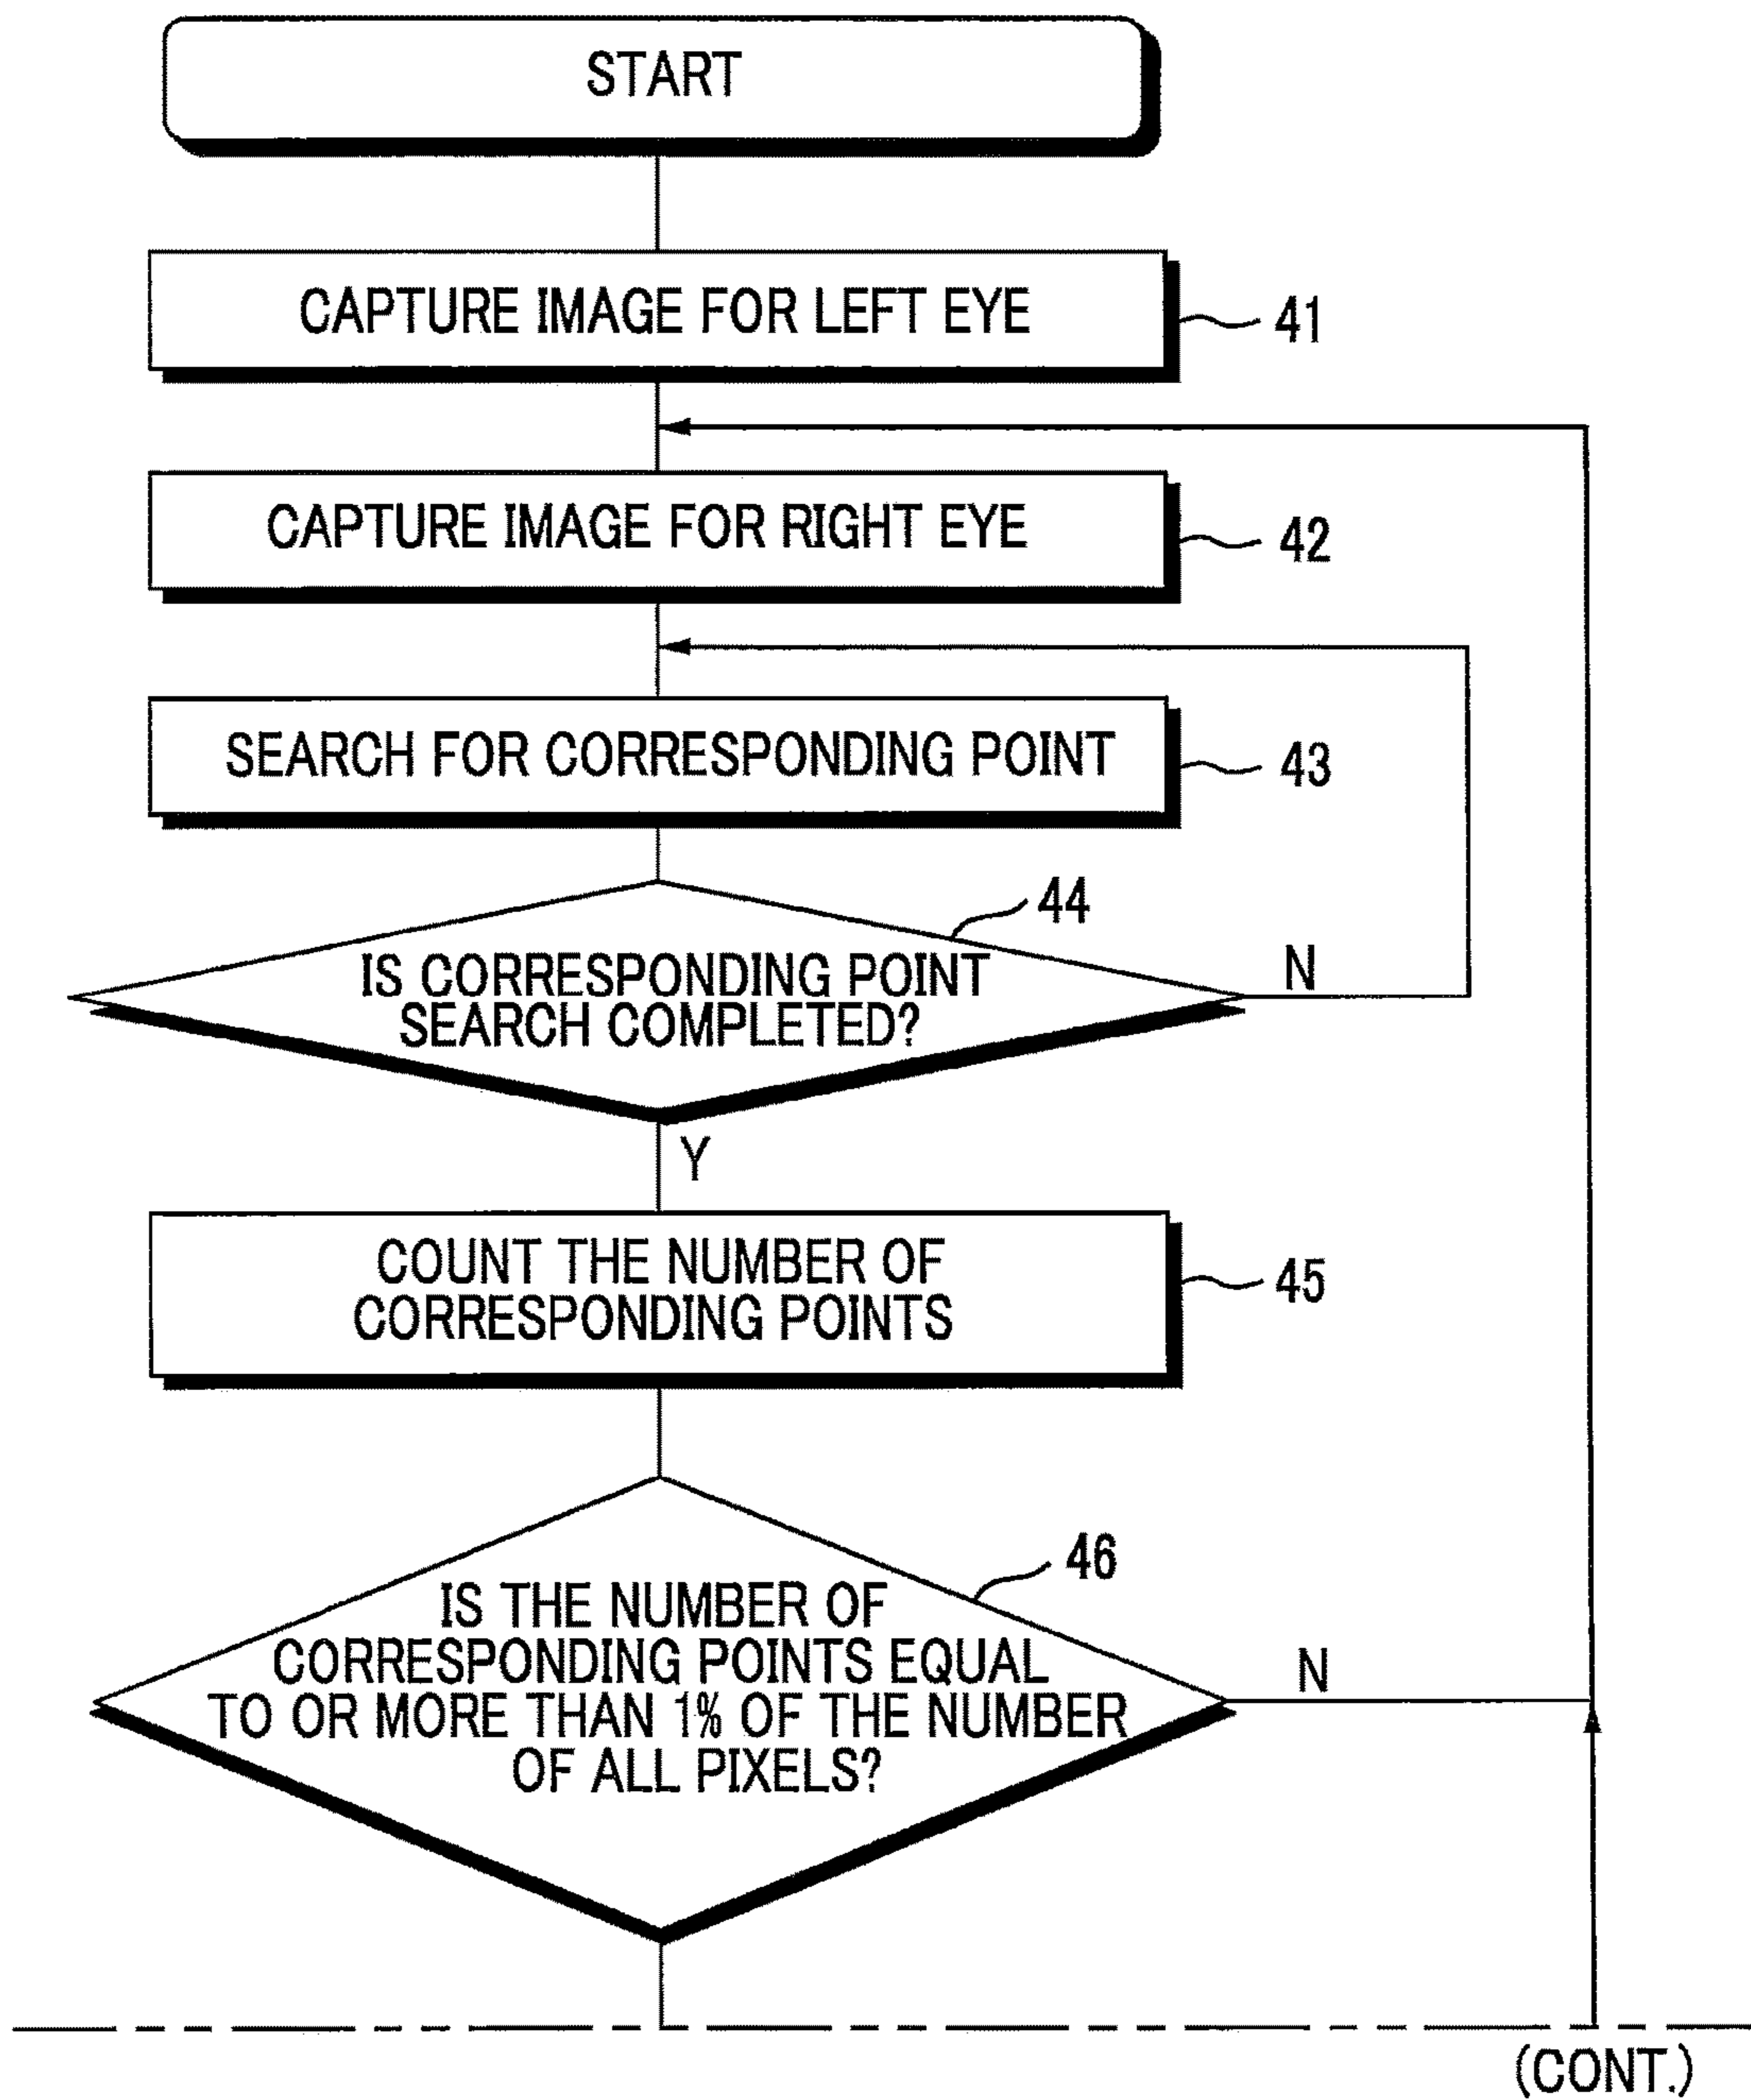 START
CAPTURE IMAGE FOR LEFT EYE
41
CAPTURE IMAGE FOR RIGHT EYE
42
SEARCH FOR CORRESPONDING POINT
43
44
IS CORRESPONDING POINT
SEARCH COMPLETED?
N
Y
COUNT THE NUMBER OF
CORRESPONDING POINTS
45
46
IS THE NUMBER OF
CORRESPONDING POINTS EQUAL
TO OR MORE THAN 1% OF THE NUMBER
OF ALL PIXELS?
N
(CONT.)